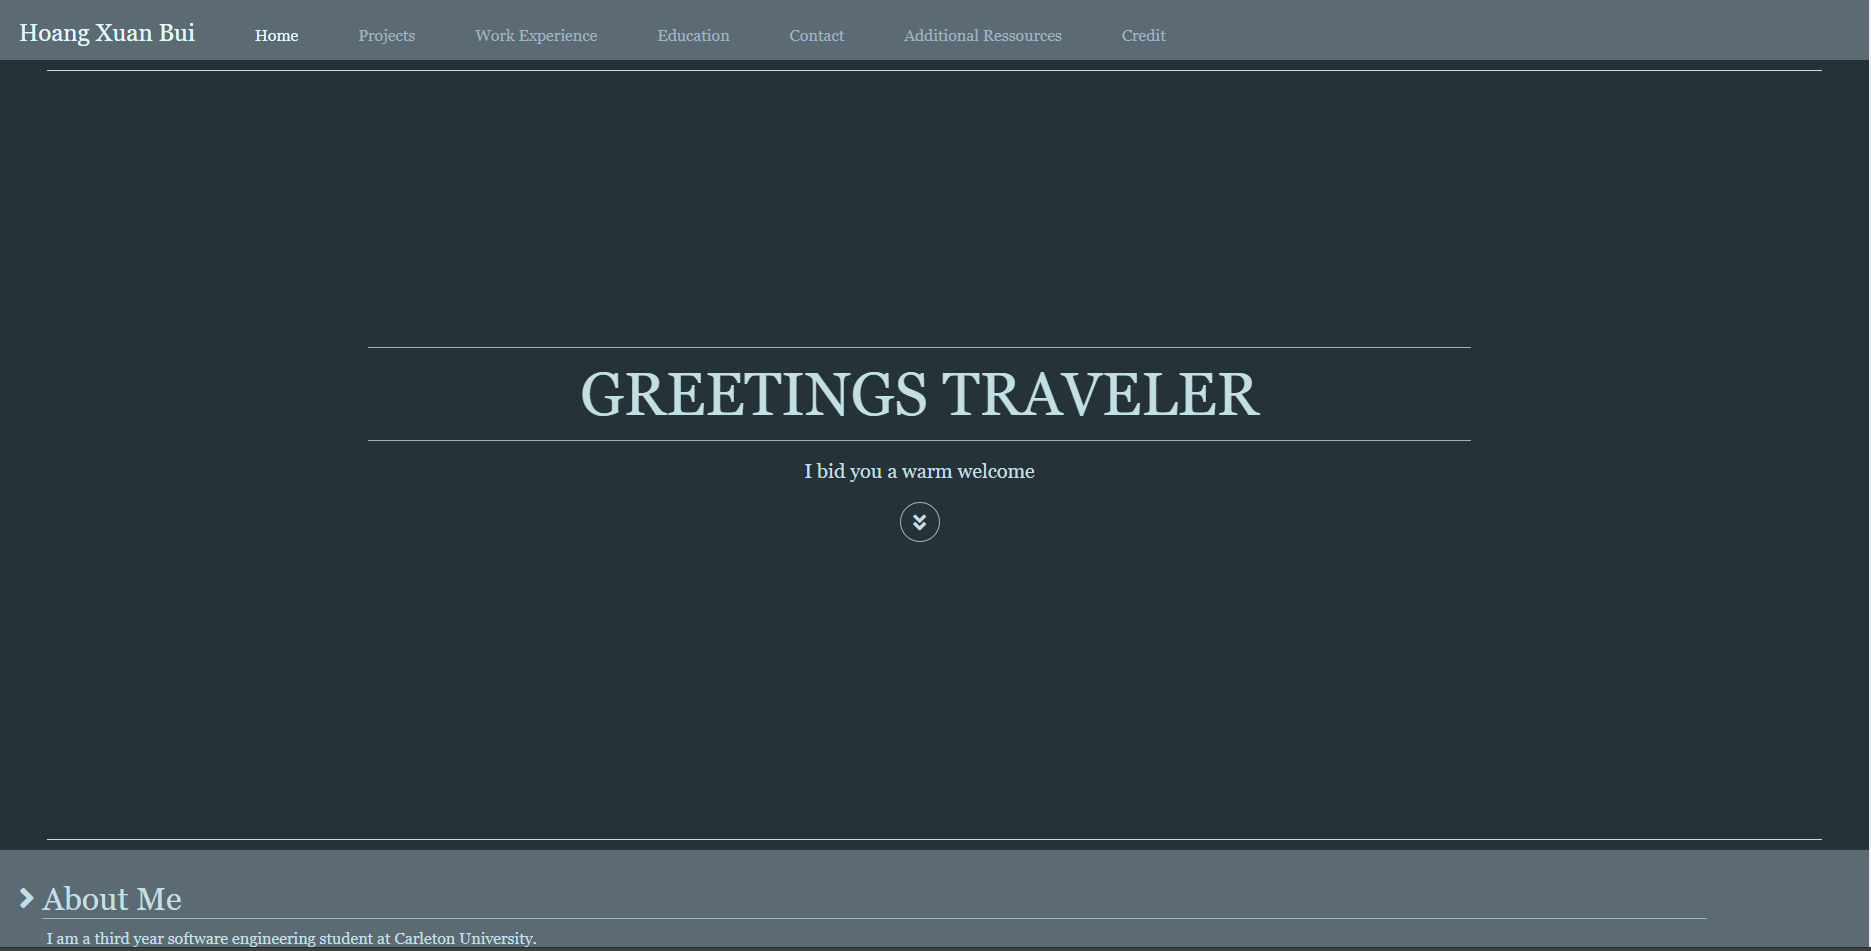 Hoang Xuan Bui Home Projects Work Experience Education Contact Additional Ressources Credit
GREETINGS TRAVELER
I bid you a warm welcome
About Me
I am a third year software engineering student at Carleton University.